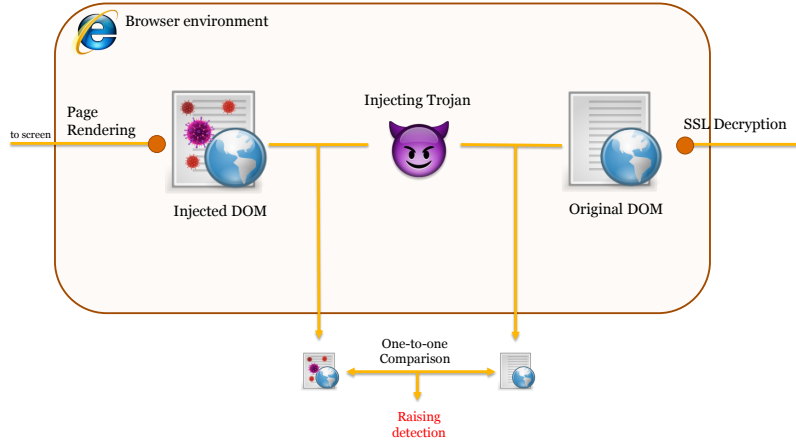 Browser environment
Injecting Trojan
Page
Rendering
to screen
SSL Decryption
Injected DOM
Original DOM
One-to-one
Comparison
Raising
detection